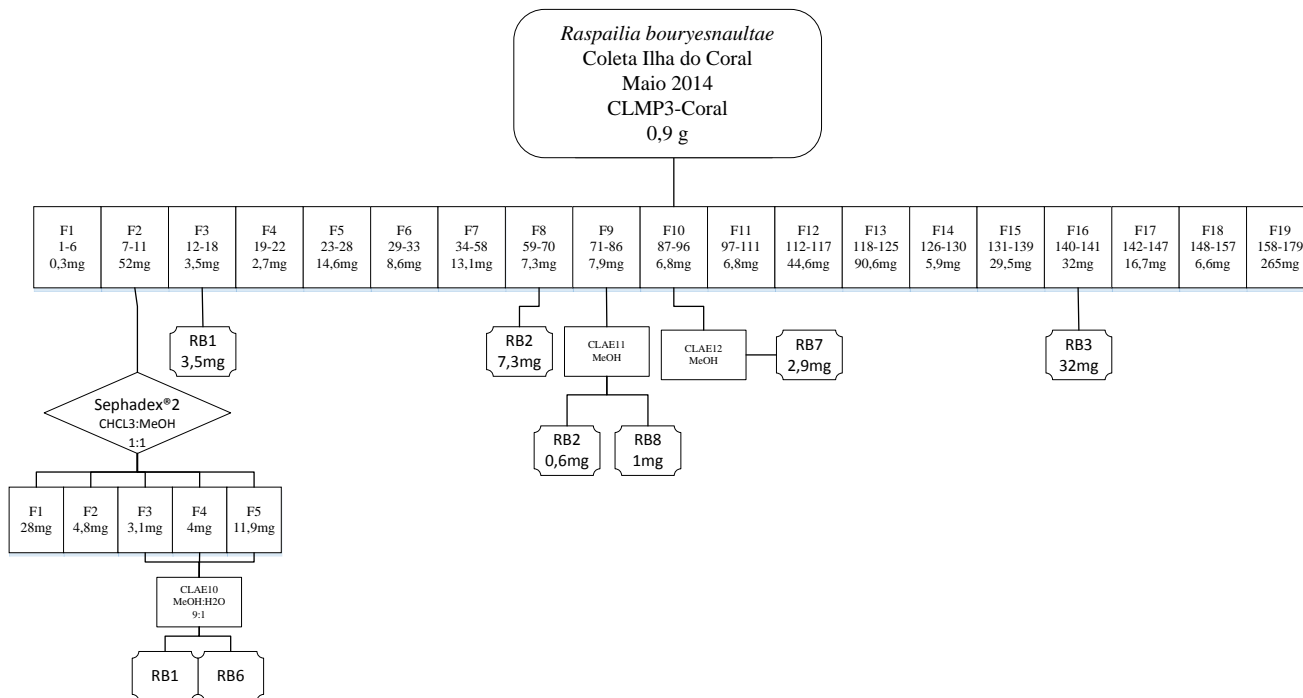 Raspailia bouryesnaultae
Coleta Ilha do Coral
Maio 2014
CLMP3-Coral
0,9 g
F1
1-6
0,3mg
F2
7-11
52mg
F3
12-18
3,5mg
F4
19-22
2,7mg
F5
23-28
14,6mg
F6
29-33
8,6mg
F7
34-58
13,1mg
F8
59-70
7,3mg
F9
71-86
7,9mg
F10
87-96
6,8mg
F11
97-111
6,8mg
F12
112-117
44,6mg
F13
118-125
90,6mg
F14
126-130
5,9mg
F15
131-139
29,5mg
F16
140-141
32mg
F17
142-147
16,7mg
F18
148-157
6,6mg
F19
158-179
265mg
RB1
3,5mg
RB2
7,3mg
CLAE11
MeOH
CLAE12
MeOH
RB7
2,9mg
RB3
32mg
Sephadex®2
CHCL3:MeOH
1:1
RB2
0,6mg
RB8
1mg
F1
28mg
F2
4,8mg
F3
3,1mg
F4
4mg
F5
11,9mg
CLAE10
MeOH:H2O
9:1
RB1
RB6